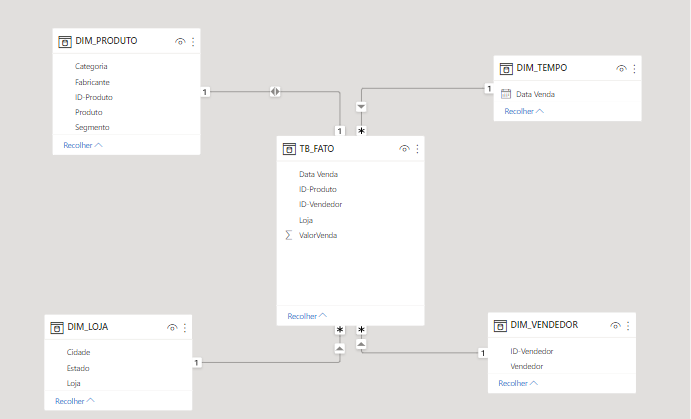 DIM_PRODUTO
Categoria
Fabricante
ID-Produto
Produto
Segmento
Recolher
1
1
DIM_TEMPO
Data Venda
Recolher
1
*
TB_FATO
Data Venda
ID-Produto
ID-Vendedor
Loja
∑ ValorVenda
Recolher
*
*
DIM_LOJA
Cidade
Estado
Loja
Recolher
1
DIM_VENDEDOR
ID-Vendedor
Vendedor
Recolher
1